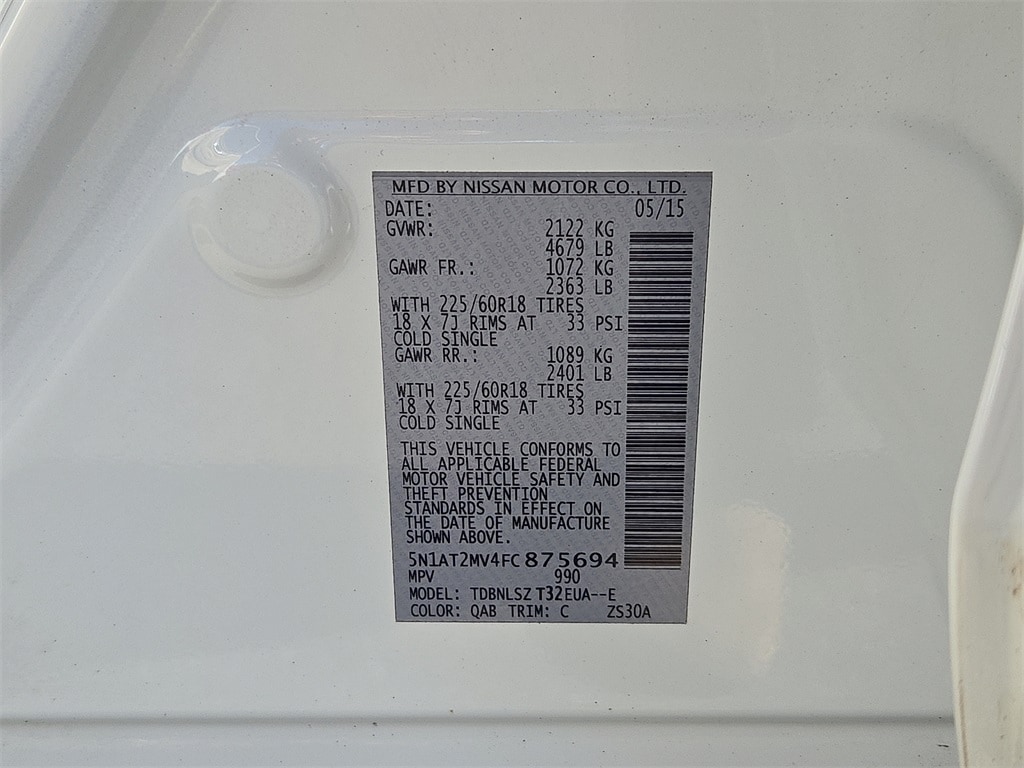 MFD BY NISSAN MOTOR CO., LTD.
DATE: 05/15
GVWR: 2122 KG
4679 LB
GAWR FR.: 1072 KG
2363 LB
WITH 225/60R18 TIRES
18 X 7J RIMS AT 33 PSI
COLD SINGLE
GAWR RR.: 1089 KG
2401 LB
WITH 225/60R18 TIRES
18 X 7J RIMS AT 33 PSI
COLD SINGLE
THIS VEHICLE CONFORMS TO
ALL APPLICABLE FEDERAL
MOTOR VEHICLE SAFETY AND
THEFT PREVENTION
STANDARDS IN EFFECT ON
THE DATE OF MANUFACTURE
SHOWN ABOVE.
5N1AT2MV4FC875694
MPV 990
MODEL: TDBNLSZ T32EUA--E
COLOR: QAB TRIM: C ZS30A